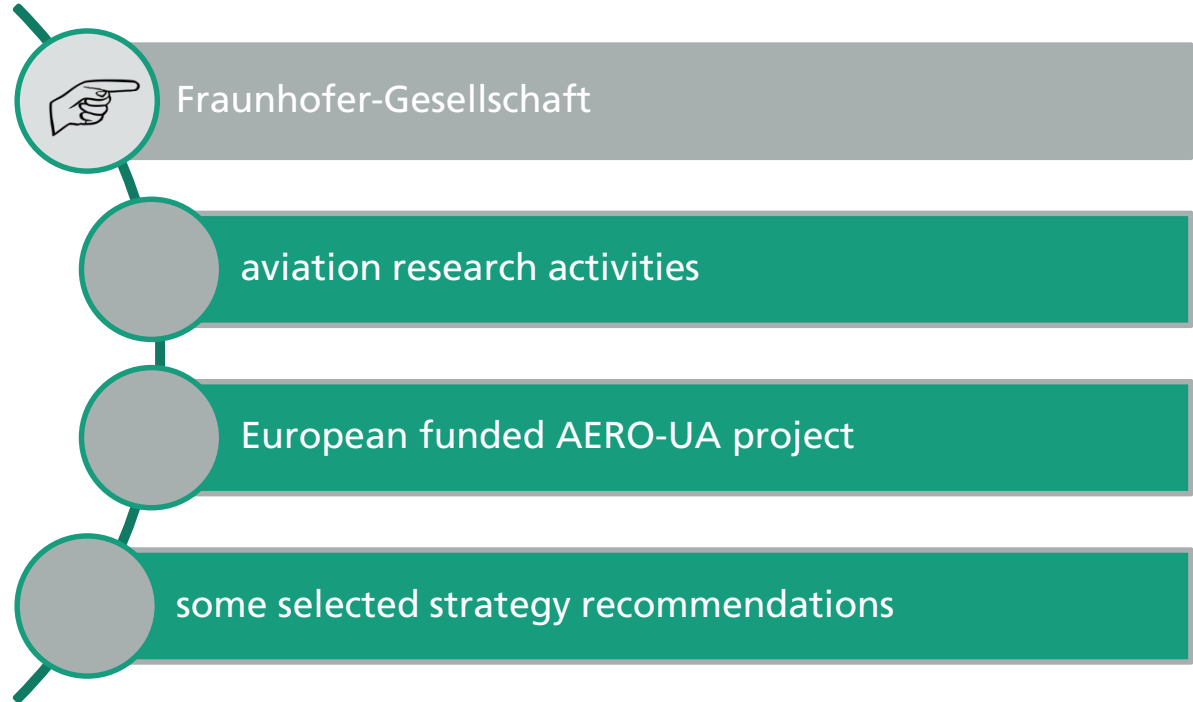 Fraunhofer-Gesellschaft
aviation research activities
European funded AERO-UA project
some selected strategy recommendations